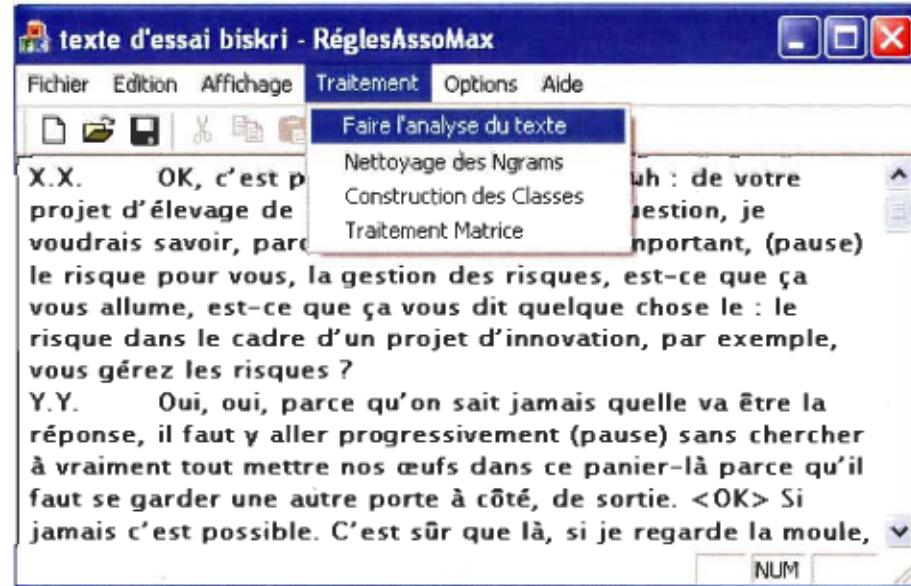 texte d'essai biskri - RéglesAssoMax
Fichier Edition Affichage Traitement Options Aide
Faire l'analyse du texte
Nettoyage des Ngrams
Construction des Classes
Traitement Matrice
X.X. OK, c'est uh : de votre
projet d'élevage de je
voudrais savoir, (pause)
le risque pour vous, la gestion des risques, est-ce que ça
vous allume, est-ce que ça vous dit quelque chose le : le
risque dans le cadre d'un projet d'innovation, par exemple,
vous gérez les risques ?
Y.Y. Oui, oui, parce qu'on sait jamais quelle va être la
réponse, il faut y aller progressivement (pause) sans chercher
à vraiment tout mettre nos œufs dans ce panier-là parce qu'il
faut se garder une autre porte à côté, de sortie. <OK> Si
jamais c'est possible. C'est sûr que là, si je regarde la moule,
NUM